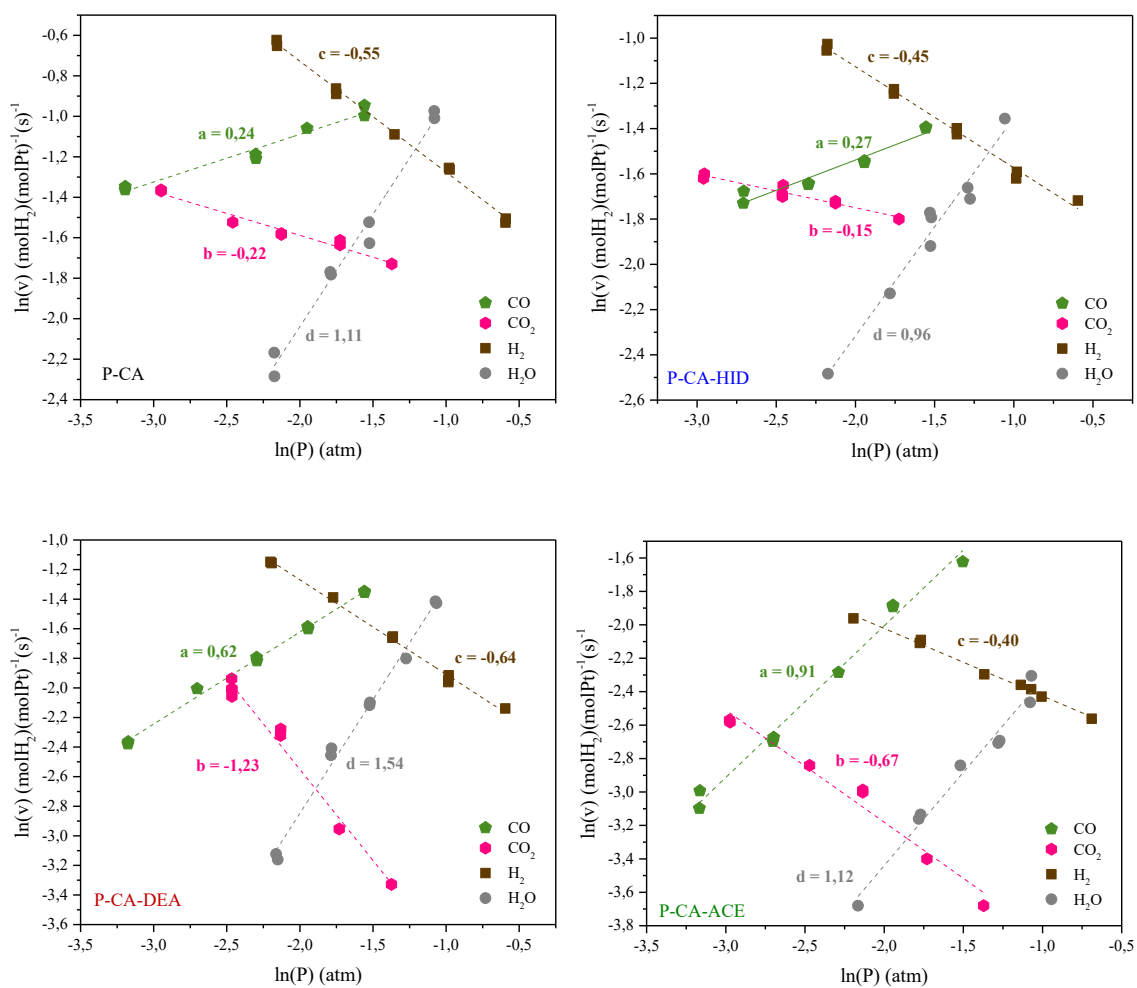 -0,6
-0,8
-1,0
-1,2
-1,4
-1,6
-1,8
-2,0
-2,2
-2,4
-3,5 -3,0 -2,5 -2,0 -1,5 -1,0 -0,5
ln(v) (molH₂)(molPt)⁻¹(s)⁻¹
ln(P) (atm)
c = -0,55
a = 0,24
b = -0,22
d = 1,11
P-CA
CO
CO₂
H₂
H₂O
-1,0
-1,2
-1,4
-1,6
-1,8
-2,0
-2,2
-2,4
-2,6
-3,0 -2,5 -2,0 -1,5 -1,0 -0,5
ln(v) (molH₂)(molPt)⁻¹(s)⁻¹
ln(P) (atm)
c = -0,45
a = 0,27
b = -0,15
d = 0,96
P-CA-HID
CO
CO₂
H₂
H₂O
-1,0
-1,2
-1,4
-1,6
-1,8
-2,0
-2,2
-2,4
-2,6
-2,8
-3,0
-3,2
-3,4
-3,6
-3,5 -3,0 -2,5 -2,0 -1,5 -1,0 -0,5
ln(v) (molH₂)(molPt)⁻¹(s)⁻¹
ln(P) (atm)
a = 0,62
c = -0,64
b = -1,23
d = 1,54
P-CA-DEA
CO
CO₂
H₂
H₂O
-1,6
-1,8
-2,0
-2,2
-2,4
-2,6
-2,8
-3,0
-3,2
-3,4
-3,6
-3,8
-3,5 -3,0 -2,5 -2,0 -1,5 -1,0 -0,5
ln(v) (molH₂)(molPt)⁻¹(s)⁻¹
ln(P) (atm)
c = -0,40
a = 0,91
b = -0,67
d = 1,12
P-CA-ACE
CO
CO₂
H₂
H₂O